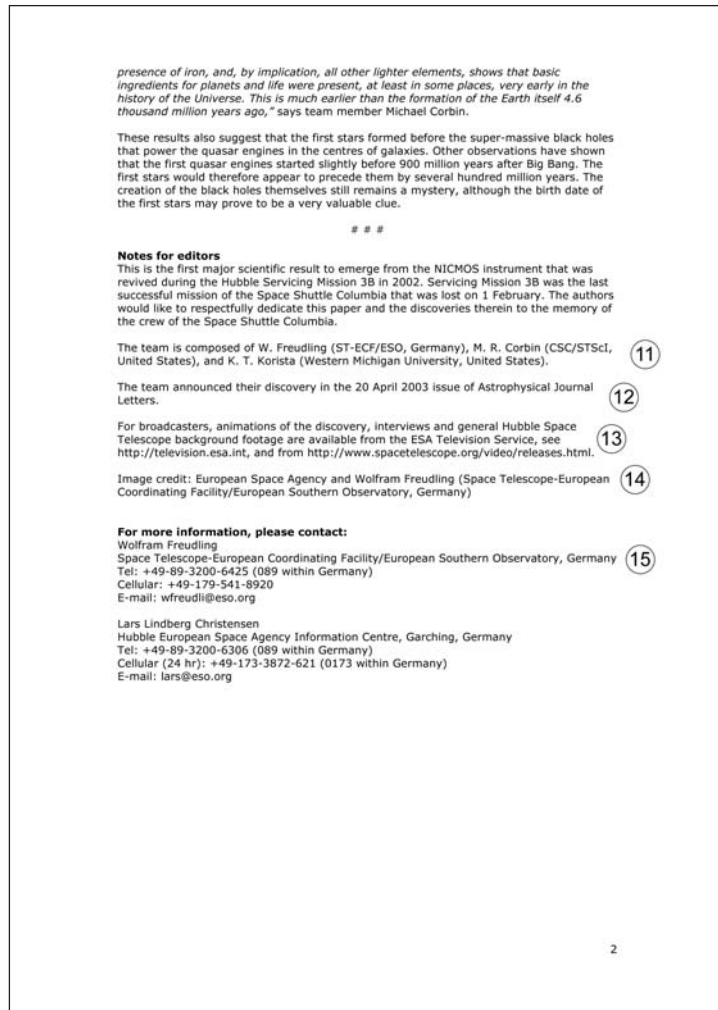 presence of iron, and, by implication, all other lighter elements, shows that basic
ingredients for planets and life were present, at least in some places, very early in the
history of the Universe. This is much earlier than the formation of the Earth itself 4.6
thousand million years ago," says team member Michael Corbin.
These results also suggest that the first stars formed before the super-massive black holes
that power the quasar engines in the centres of galaxies. Other observations have shown
that the first quasar engines started slightly before 900 million years after Big Bang. The
first stars would therefore appear to precede them by several hundred million years. The
creation of the black holes themselves still remains a mystery, although the birth date of
the first stars may prove to be a very valuable clue.
# # #
Notes for editors
This is the first major scientific result to emerge from the NICMOS instrument that was
revived during the Hubble Servicing Mission 3B in 2002. Servicing Mission 3B was the last
successful mission of the Space Shuttle Columbia that was lost on 1 February. The authors
would like to respectfully dedicate this paper and the discoveries therein to the memory of
the crew of the Space Shuttle Columbia.
The team is composed of W. Freudling (ST-ECF/ESO, Germany), M. R. Corbin (CSC/STScI,
United States), and K. T. Korista (Western Michigan University, United States).
11
The team announced their discovery in the 20 April 2003 issue of Astrophysical Journal
Letters.
12
For broadcasters, animations of the discovery, interviews and general Hubble Space
Telescope background footage are available from the ESA Television Service, see
http://television.esa.int, and from http://www.spacetelescope.org/video/releases.html.
13
Image credit: European Space Agency and Wolfram Freudling (Space Telescope-European
Coordinating Facility/European Southern Observatory, Germany)
14
For more information, please contact:
Wolfram Freudling
Space Telescope-European Coordinating Facility/European Southern Observatory, Germany
15
Tel: +49-89-3200-6425 (089 within Germany)
Cellular: +49-179-541-8920
E-mail: wfreudli@eso.org
Lars Lindberg Christensen
Hubble European Space Agency Information Centre, Garching, Germany
Tel: +49-89-3200-6306 (089 within Germany)
Cellular (24 hr): +49-173-3872-621 (0173 within Germany)
E-mail: lars@eso.org
2